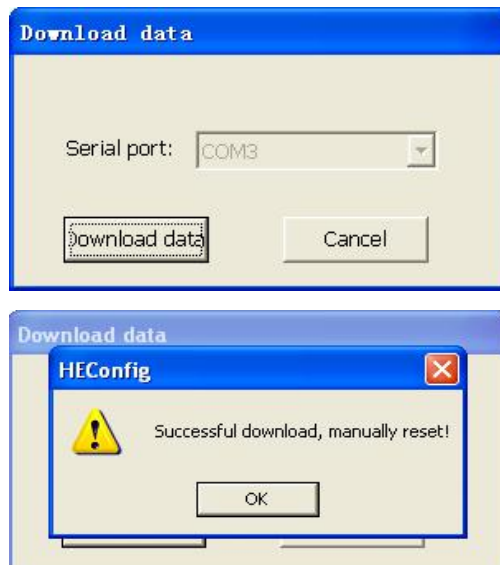 Download data
Serial port: COM3
Download data Cancel
Download data
HEConfig
Successful download, manually reset!
OK